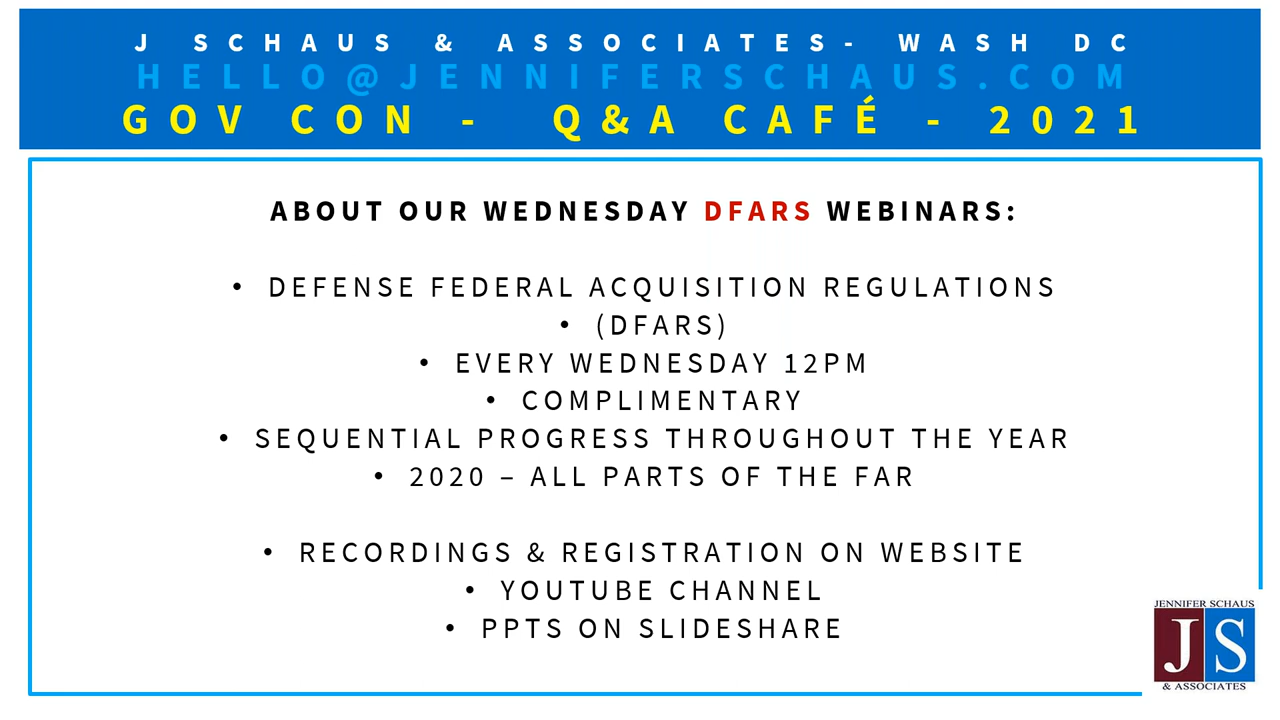 J SCHAUS & ASSOCIATES- WASH DC
HELLO@JENNIFERSCHAUS.COM
GOV CON - Q&A CAFÉ - 2021
ABOUT OUR WEDNESDAY DFARS WEBINARS:
• DEFENSE FEDERAL ACQUISITION REGULATIONS
• (DFARS)
• EVERY WEDNESDAY 12PM
• COMPLIMENTARY
• SEQUENTIAL PROGRESS THROUGHOUT THE YEAR
• 2020 – ALL PARTS OF THE FAR
• RECORDINGS & REGISTRATION ON WEBSITE
• YOUTUBE CHANNEL
• PPTS ON SLIDESHARE
JENNIFER SCHAUS
JS
& ASSOCIATES